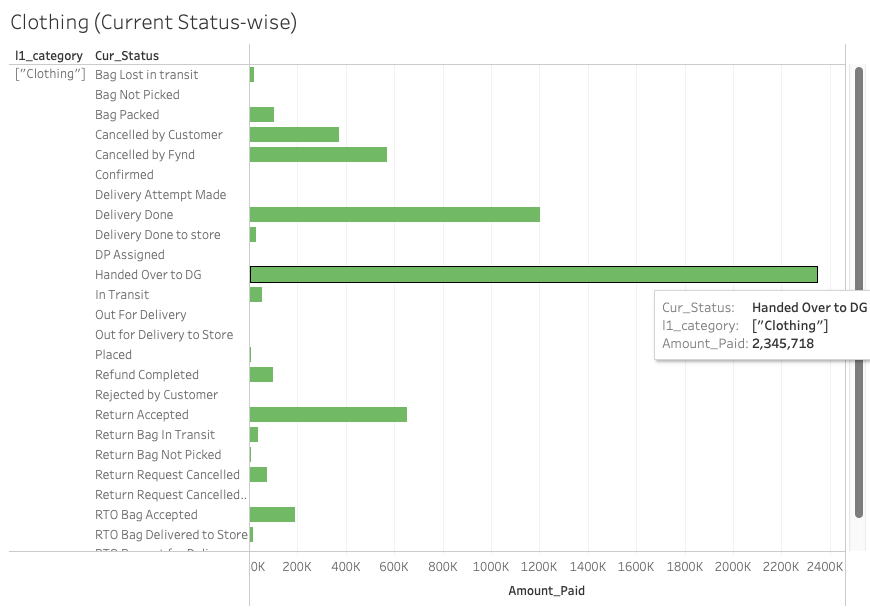 Clothing (Current Status-wise)
l1_category Cur_Status
["Clothing"] Bag Lost in transit
Bag Not Picked
Bag Packed
Cancelled by Customer
Cancelled by Fynd
Confirmed
Delivery Attempt Made
Delivery Done
Delivery Done to store
DP Assigned
Handed Over to DG
In Transit
Out For Delivery
Out for Delivery to Store
Placed
Refund Completed
Rejected by Customer
Return Accepted
Return Bag In Transit
Return Bag Not Picked
Return Request Cancelled
Return Request Cancelled..
RTO Bag Accepted
RTO Bag Delivered to Store
Cur_Status: Handed Over to DG
l1_category: ["Clothing"]
Amount_Paid: 2,345,718
0K 200K 400K 600K 800K 1000K 1200K 1400K 1600K 1800K 2000K 2200K 2400K
Amount_Paid